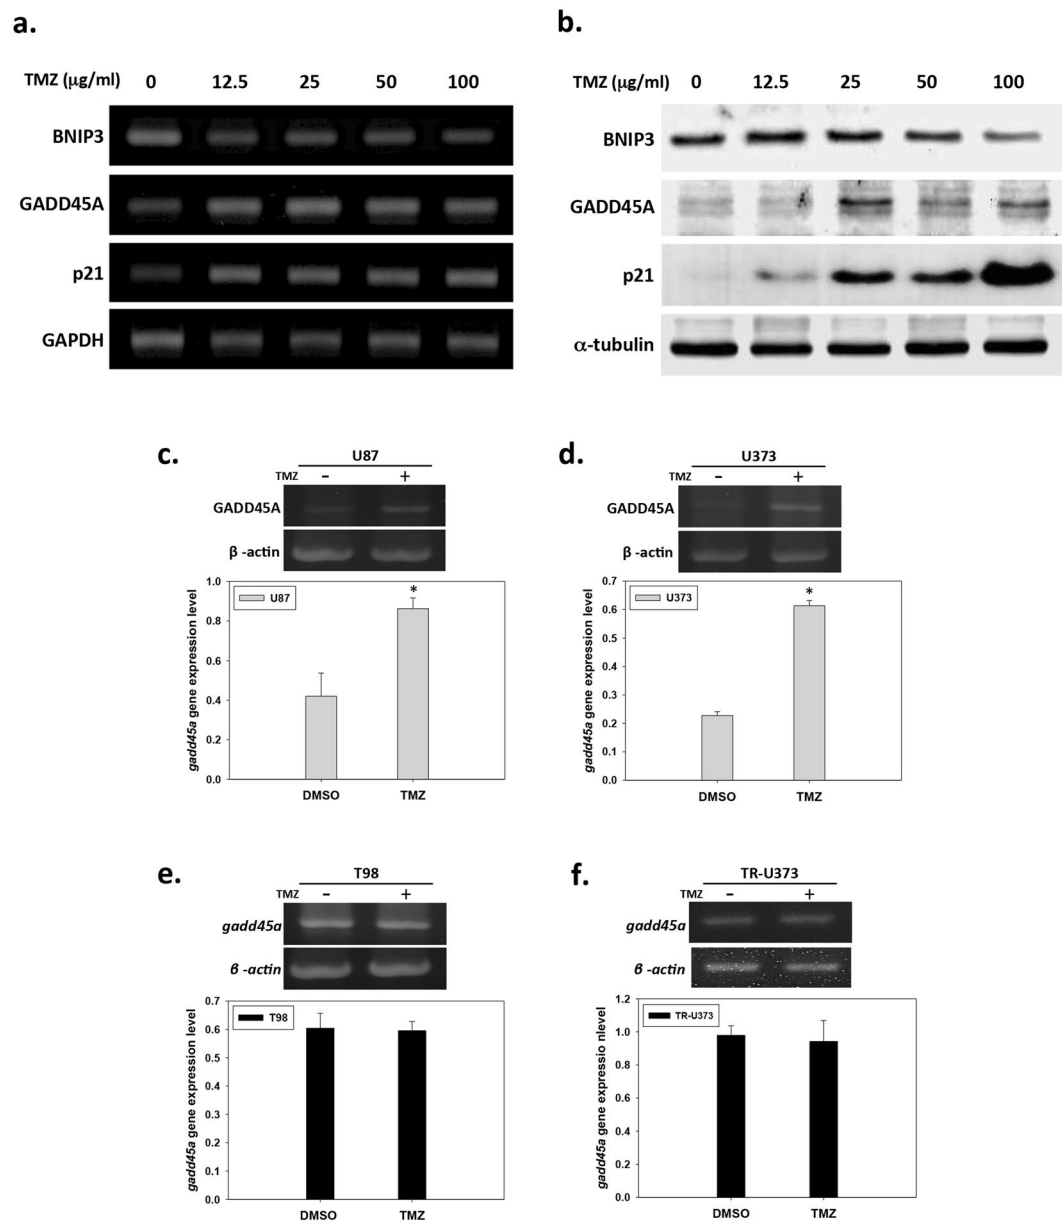 a.
TMZ (μg/ml) 0 12.5 25 50 100
BNIP3
GADD45A
p21
GAPDH
b.
TMZ (μg/ml) 0 12.5 25 50 100
BNIP3
GADD45A
p21
α-tubulin
c.
U87
TMZ - +
GADD45A
β -actin
1.0
0.8
0.6
0.4
0.2
0.0
gadd45a gene expression level
U87
*
DMSO TMZ
d.
U373
TMZ - +
GADD45A
β -actin
0.7
0.6
0.5
0.4
0.3
0.2
0.1
0.0
gadd45a gene expression level
U373
*
DMSO TMZ
e.
T98
TMZ - +
gadd45a
β -actin
0.7
0.6
0.5
0.4
0.3
0.2
0.1
0.0
gadd45a gene expression level
T98
DMSO TMZ
f.
TR-U373
TMZ - +
gadd45a
β -actin
1.2
1.0
0.8
0.6
0.4
0.2
0.0
gadd45a gene expressio nlevel
TR-U373
DMSO TMZ